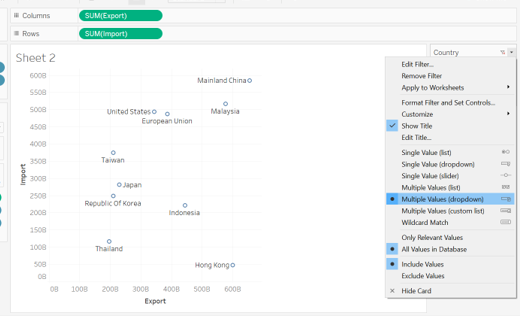 Columns SUM(Export)
Rows SUM(Import)
Sheet 2
Country
600B
550B
500B
450B
400B
350B
300B
250B
200B
150B
100B
50B
0B
Import
Mainland China
Malaysia
United States
European Union
Taiwan
Japan
Republic Of Korea
Indonesia
Thailand
Hong Kong
0B 100B 200B 300B 400B 500B 600B
Export
Edit Filter...
Remove Filter
Apply to Worksheets
Format Filter and Set Controls...
Customize
Show Title
Edit Title...
Single Value (list)
Single Value (dropdown)
Single Value (slider)
Multiple Values (list)
Multiple Values (dropdown)
Multiple Values (custom list)
Wildcard Match
Only Relevant Values
All Values in Database
Include Values
Exclude Values
Hide Card